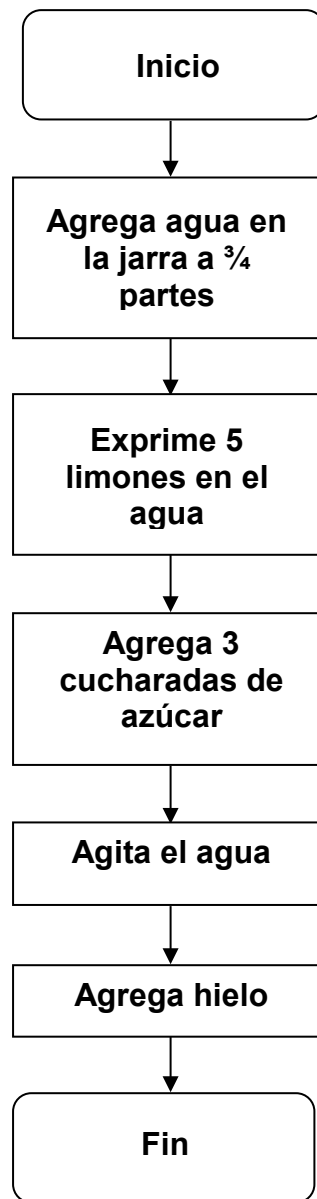 Inicio
Agrega agua en
la jarra a ¾
partes
Exprime 5
limones en el
agua
Agrega 3
cucharadas de
azúcar
Agita el agua
Agrega hielo
Fin